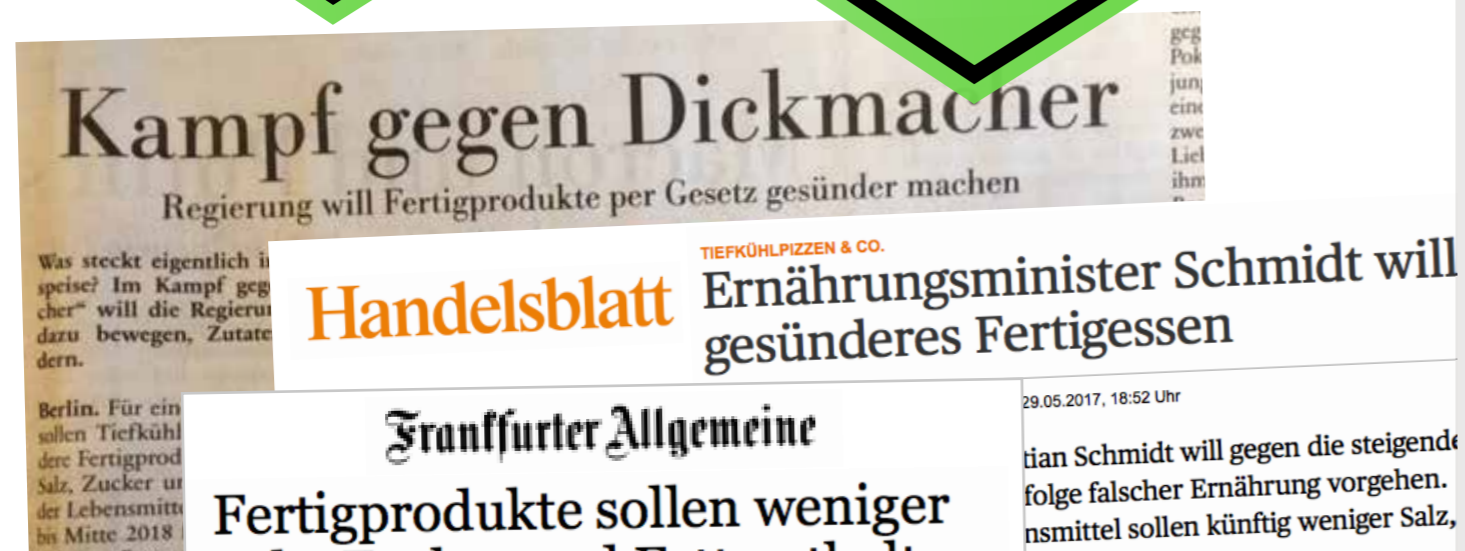 Kampf gegen Dickmacher
Regierung will Fertigprodukte per Gesetz gesünder machen
Was steckt eigentlich
speise? Im Kampf geg
cher“ will die Regieru
dazu bewegen, Zutate
dern.
Berlin. Für ein
sollen Tiefkühl
dere Fertigprod
Salz, Zucker un
der Lebensmitte
bis Mitte 2018
geg
Pok
jun
eine
zwe
Liel
ihm
Handelsblatt
TIEFKÜHLPIZZEN & CO.
Ernährungsminister Schmidt will
gesünderes Fertigessen
29.05.2017, 18:52 Uhr
tian Schmidt will gegen die steigende
folge falscher Ernährung vorgehen.
nsmittel sollen künftig weniger Salz,
Frankfurter Allgemeine
Fertigprodukte sollen weniger